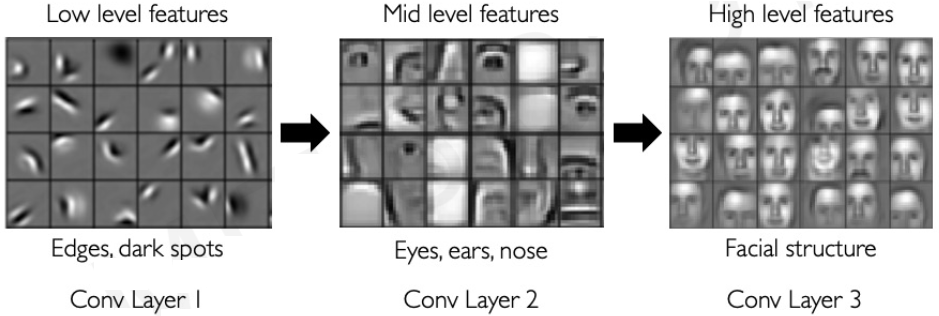 Low level features
Mid level features
High level features
Edges, dark spots
Eyes, ears, nose
Facial structure
Conv Layer 1
Conv Layer 2
Conv Layer 3